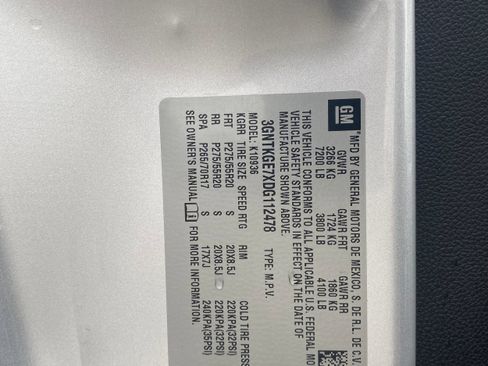 GM
*MFD BY GENERAL MOTORS DE MEXICO, S. DE R.L. DE C.V.
GVWR GAWR FRT GAWR RR
3266 KG 1724 KG 1860 KG
7200 LB 3800 LB 4100 LB
THIS VEHICLE CONFORMS TO ALL APPLICABLE U.S. FEDERAL MO
VEHICLE SAFETY STANDARDS IN EFFECT ON THE DATE OF
MANUFACTURE SHOWN ABOVE.
3GNTKGE7XDG112478 TYPE: M.P.V.
MODEL: K10936
KGRR TIRE SIZE SPEED RTG RIM COLD TIRE PRES
FRT P275/55R20 S 20X8.5J 220KPA(32PSI)
RR P275/55R20 S 20X8.5J 220KPA(32PSI)
SPA P265/70R17 S 17X7J 240KPA(35PSI)
SEE OWNER'S MANUAL FOR MORE INFORMATION.